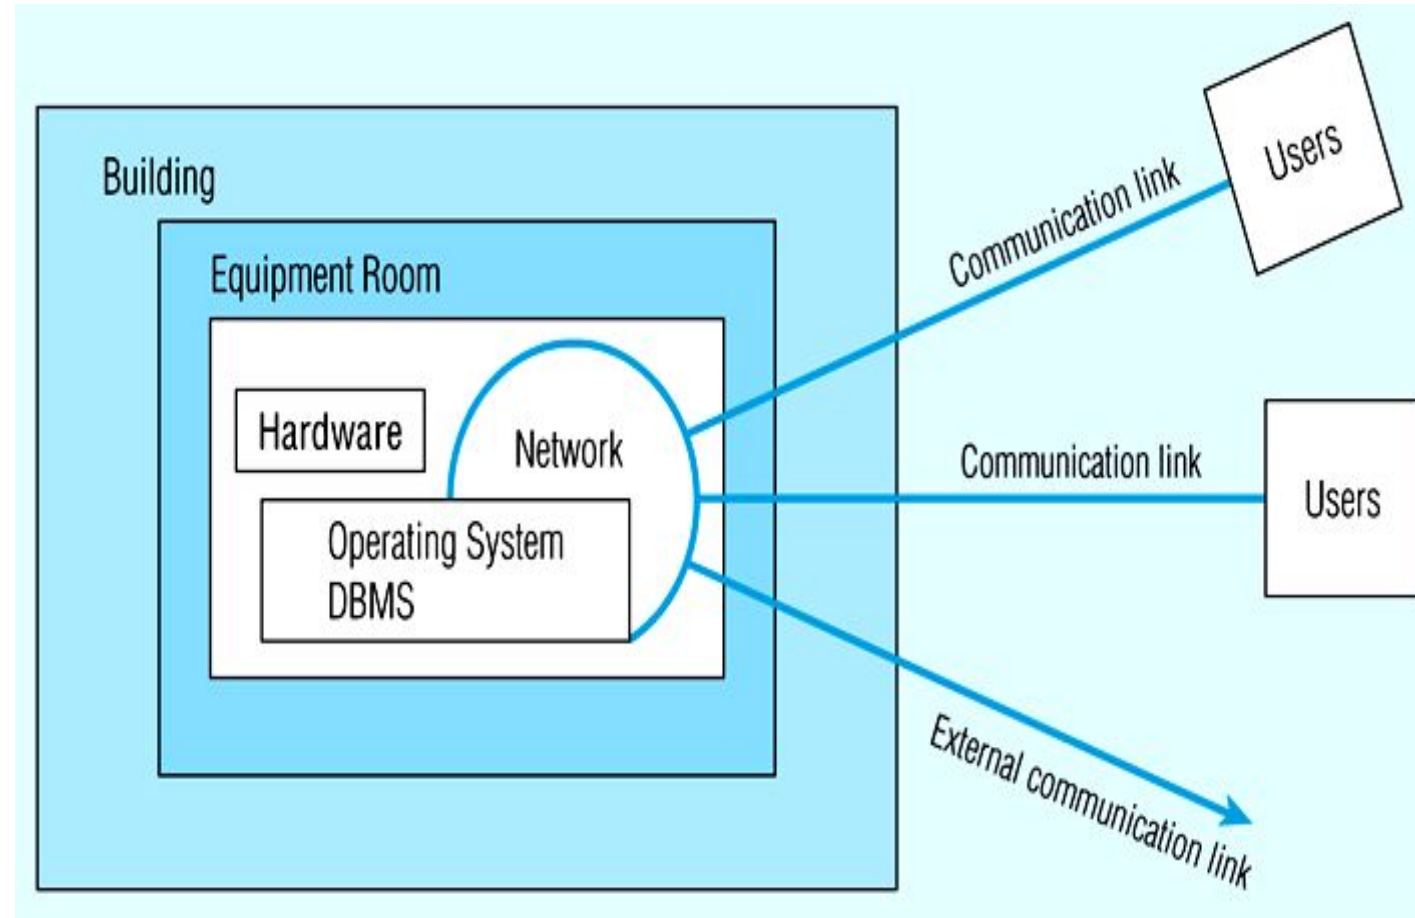 Building
Equipment Room
Hardware
Network
Operating System
DBMS
Communication link
Users
Communication link
Users
External communication link